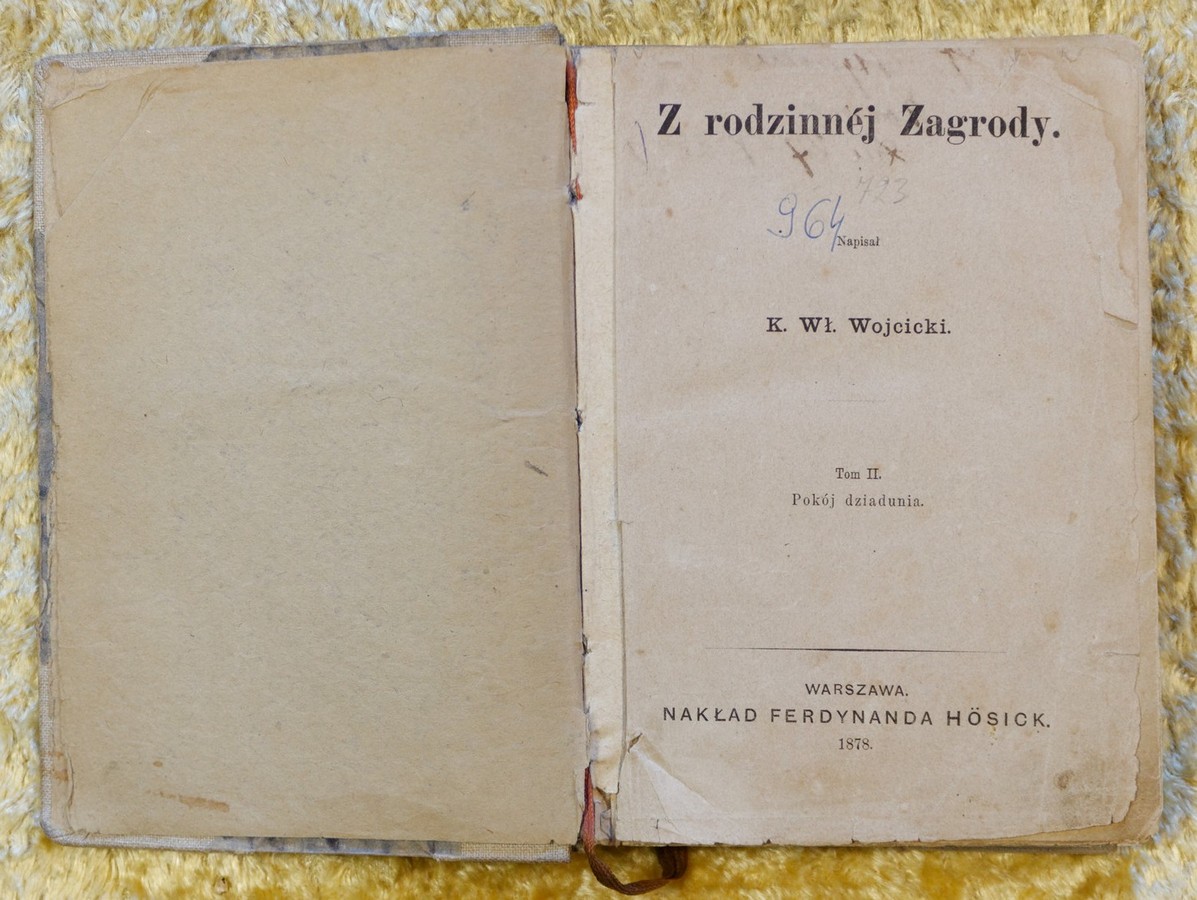 Z rodzinnéj Zagrody.
723
964
Napisał
K. Wł. Wojcicki.
Tom II.
Pokój dziadunia.
WARSZAWA.
NAKŁAD FERDYNANDA HÖSICK.
1878.